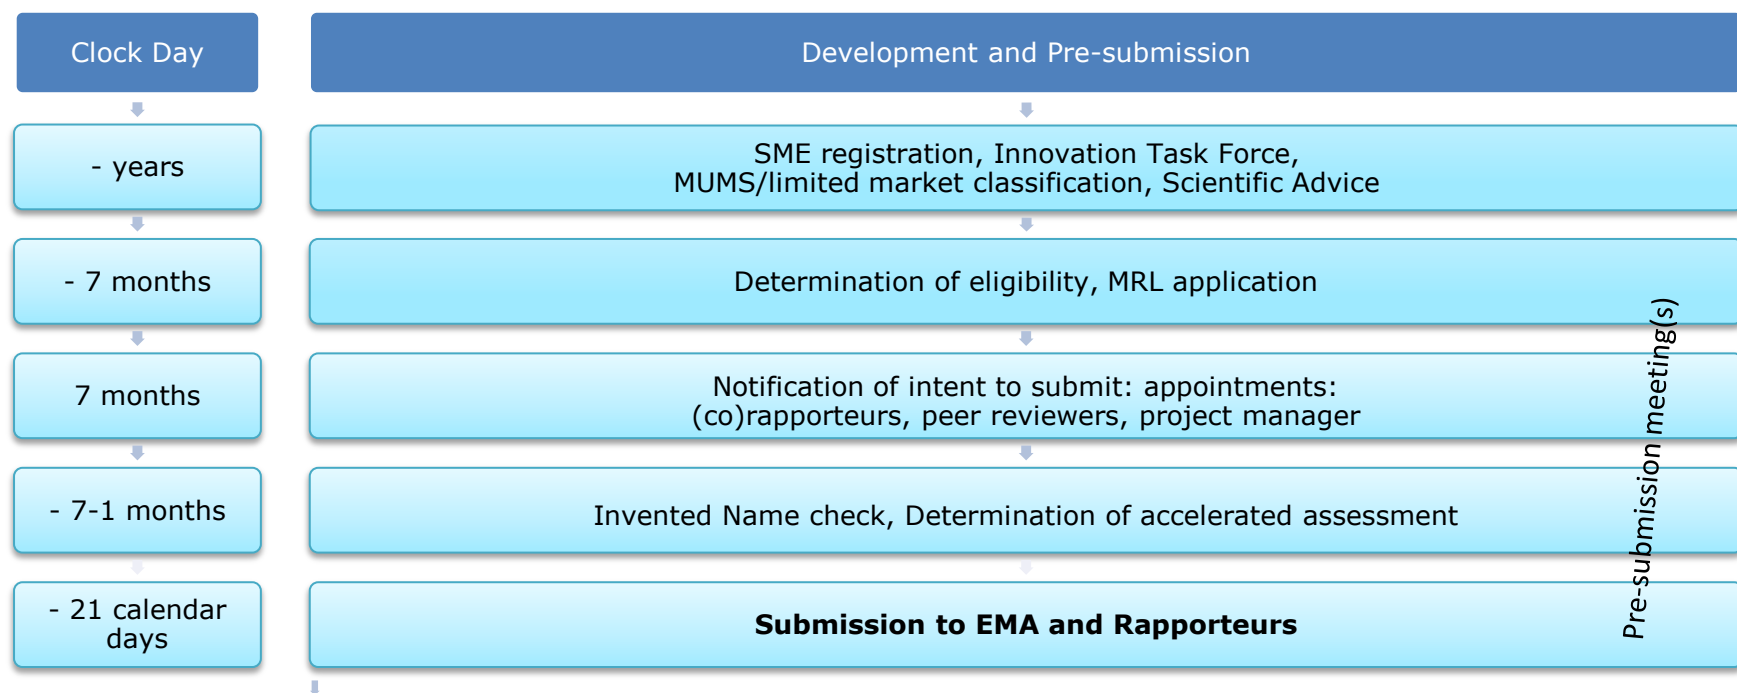 Clock Day
Development and Pre-submission
- years
SME registration, Innovation Task Force,
MUMS/limited market classification, Scientific Advice
- 7 months
Determination of eligibility, MRL application
7 months
Notification of intent to submit: appointments:
(co)rapporteurs, peer reviewers, project manager
- 7-1 months
Invented Name check, Determination of accelerated assessment
- 21 calendar
days
Submission to EMA and Rapporteurs
Pre-submission meeting(s)